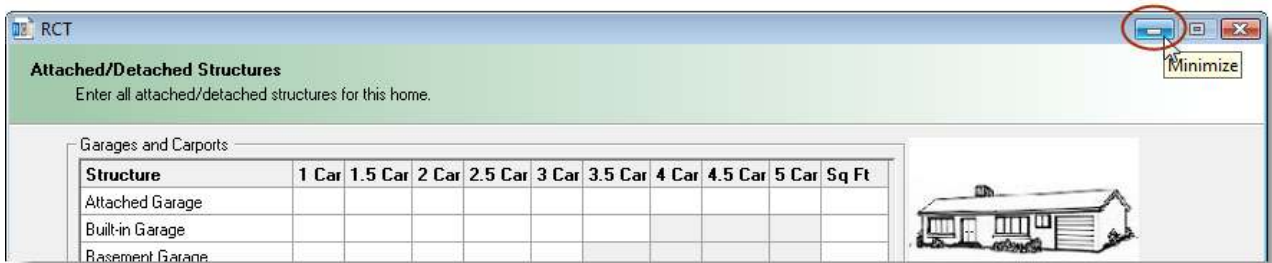 RCT
Minimize
Attached/Detached Structures
Enter all attached/detached structures for this home.
Garages and Carports
Structure 1 Car 1.5 Car 2 Car 2.5 Car 3 Car 3.5 Car 4 Car 4.5 Car 5 Car Sq Ft
Attached Garage
Built-in Garage
Basement Garage